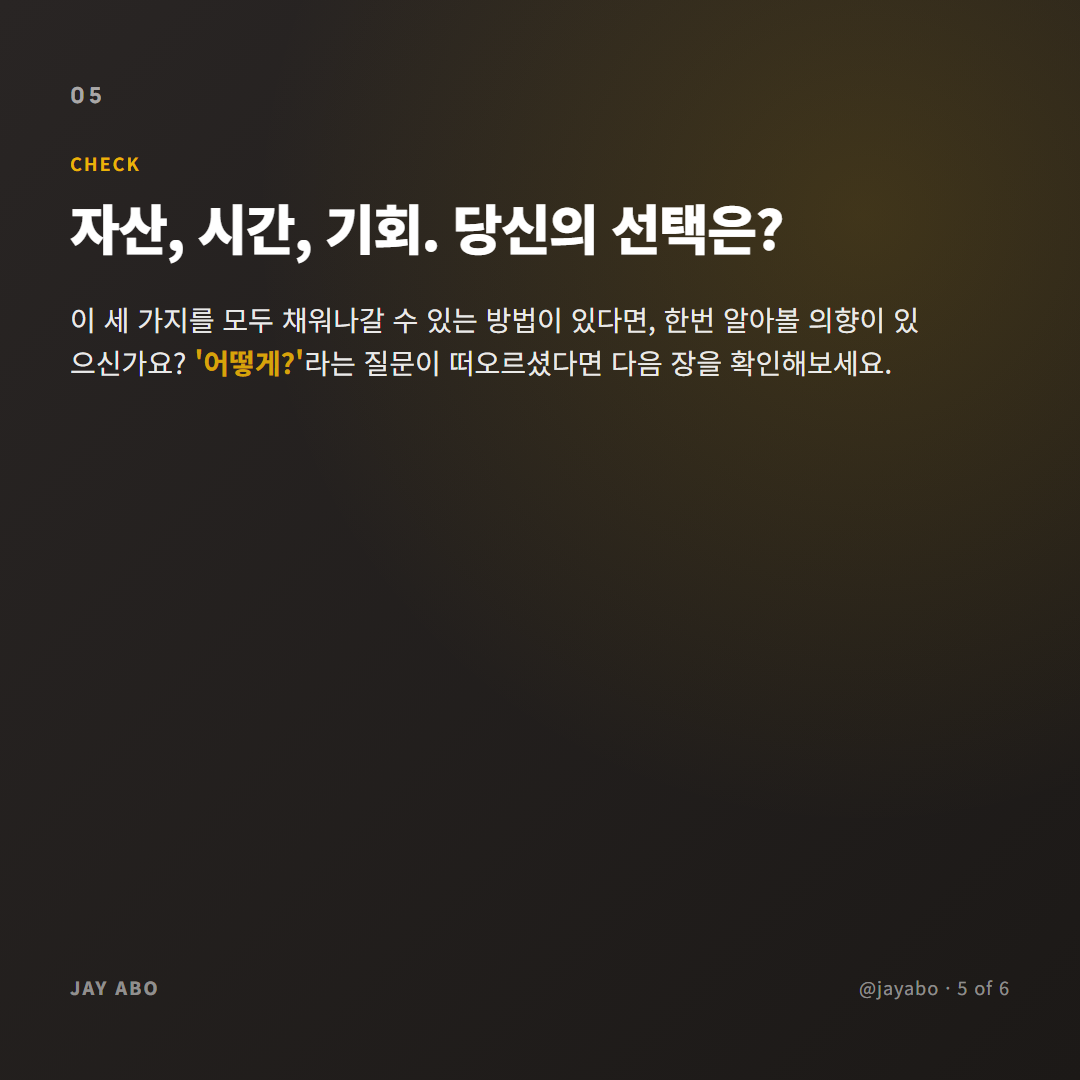 05
CHECK
자산, 시간, 기회. 당신의 선택은?
이 세 가지를 모두 채워나갈 수 있는 방법이 있다면, 한번 알아볼 의향이 있
으신가요? '어떻게?'라는 질문이 떠오르셨다면 다음 장을 확인해보세요.
JAY ABO
@jayabo · 5 of 6